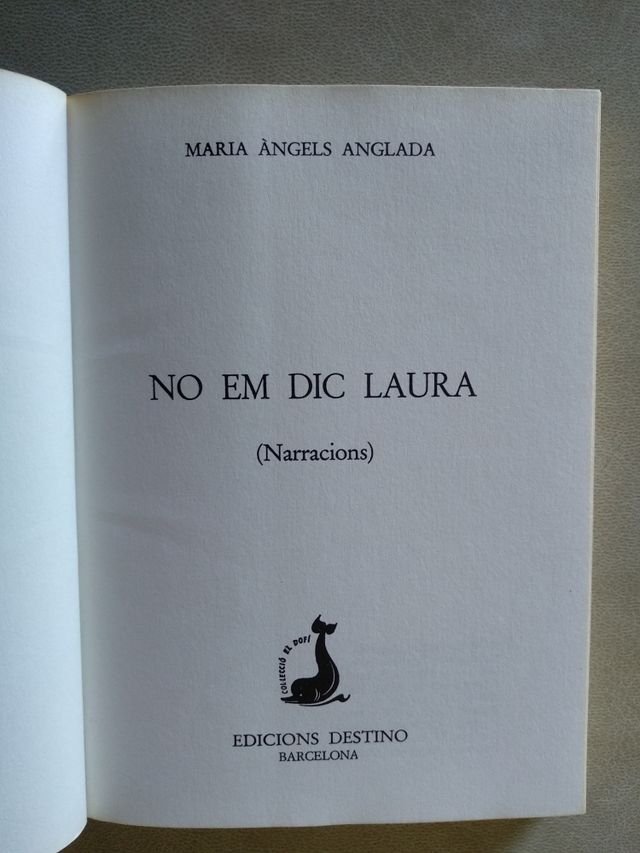 MARIA ÀNGELS ANGLADA
NO EM DIC LAURA
(Narracions)
COL·LECCIÓ EL DOFÍ
EDICIONS DESTINO
BARCELONA